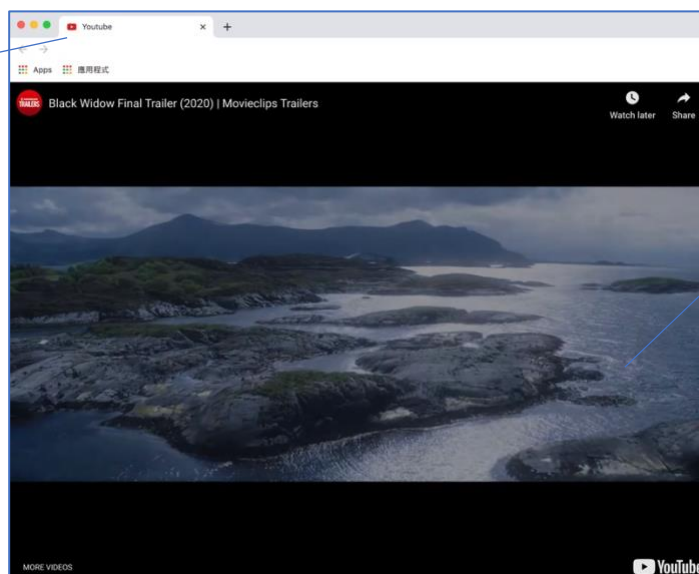 Youtube
Apps 應用程式
TRAILERS
Black Widow Final Trailer (2020) | Movieclips Trailers
Watch later Share
MORE VIDEOS
YouTube